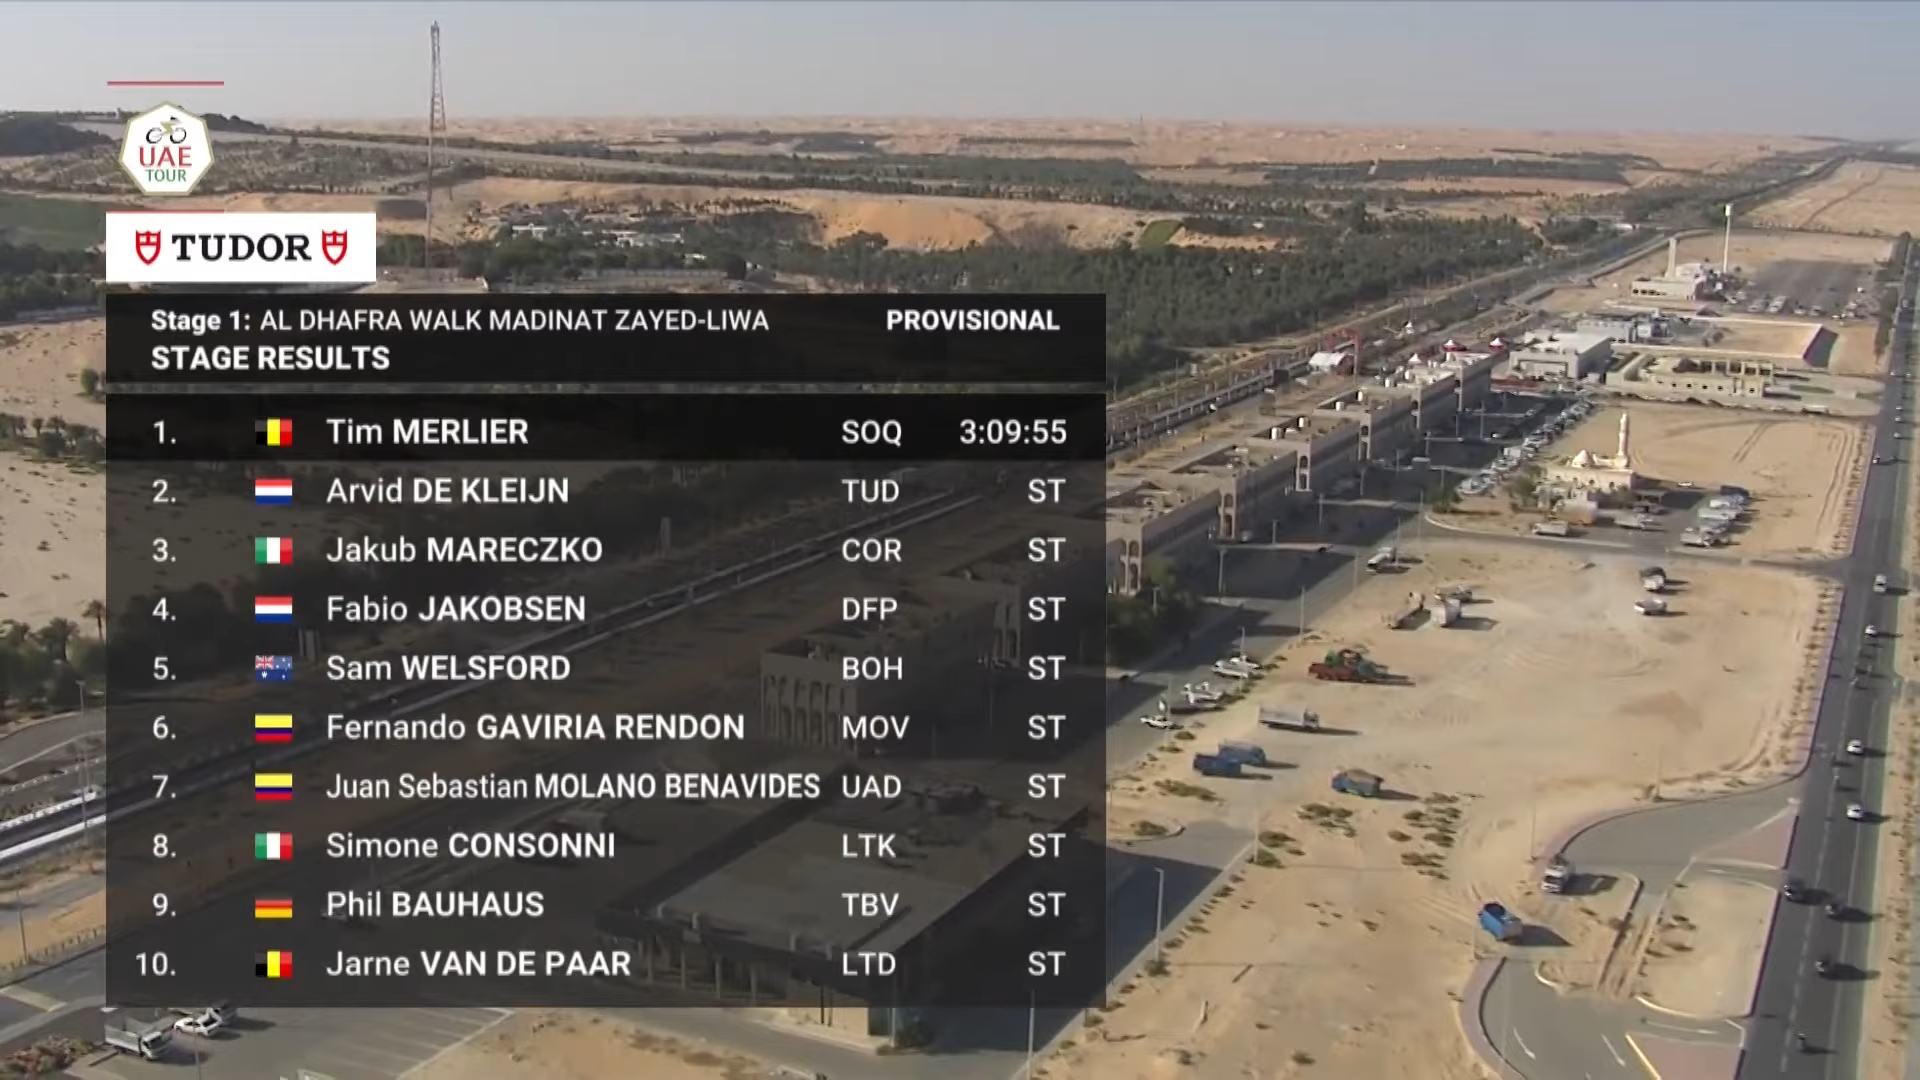 UAE
TOUR
TUDOR
Stage 1: AL DHAFRA WALK MADINAT ZAYED-LIWA PROVISIONAL
STAGE RESULTS
1. Tim MERLIER SOQ 3:09:55
2. Arvid DE KLEIJN TUD ST
3. Jakub MARECZKO COR ST
4. Fabio JAKOBSEN DFP ST
5. Sam WELSFORD BOH ST
6. Fernando GAVIRIA RENDON MOV ST
7. Juan Sebastian MOLANO BENAVIDES UAD ST
8. Simone CONSONNI LTK ST
9. Phil BAUHAUS TBV ST
10. Jarne VAN DE PAAR LTD ST